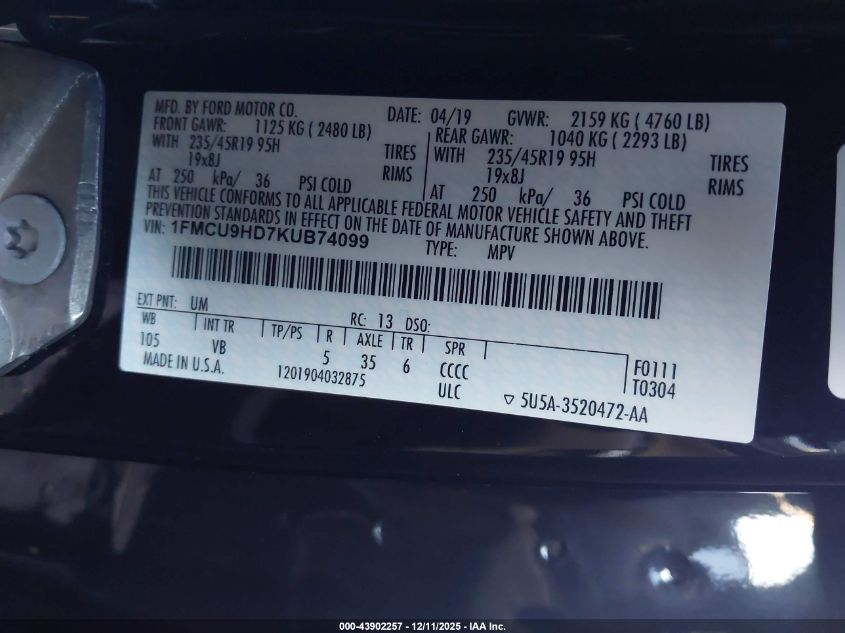 MFD. BY FORD MOTOR CO. DATE: 04/19 GVWR: 2159 KG ( 4760 LB)
FRONT GAWR: 1125 KG ( 2480 LB) REAR GAWR: 1040 KG ( 2293 LB)
WITH 235/45R19 95H TIRES WITH 235/45R19 95H TIRES
19x8J RIMS 19x8J RIMS
AT 250 kPa/ 36 PSI COLD AT 250 kPa/ 36 PSI COLD
THIS VEHICLE CONFORMS TO ALL APPLICABLE FEDERAL MOTOR VEHICLE SAFETY AND THEFT
PREVENTION STANDARDS IN EFFECT ON THE DATE OF MANUFACTURE SHOWN ABOVE.
VIN: 1FMCU9HD7KUB74099
TYPE: MPV
EXT PNT: UM RC: 13 DSO:
WB INT TR TP/PS R AXLE TR SPR
105 VB 5 35 6 CCCC F0111
MADE IN U.S.A. 1201904032875 ULC T0304
▽ 5U5A-3520472-AA
000-43902257 - 12/11/2025 - IAA Inc.